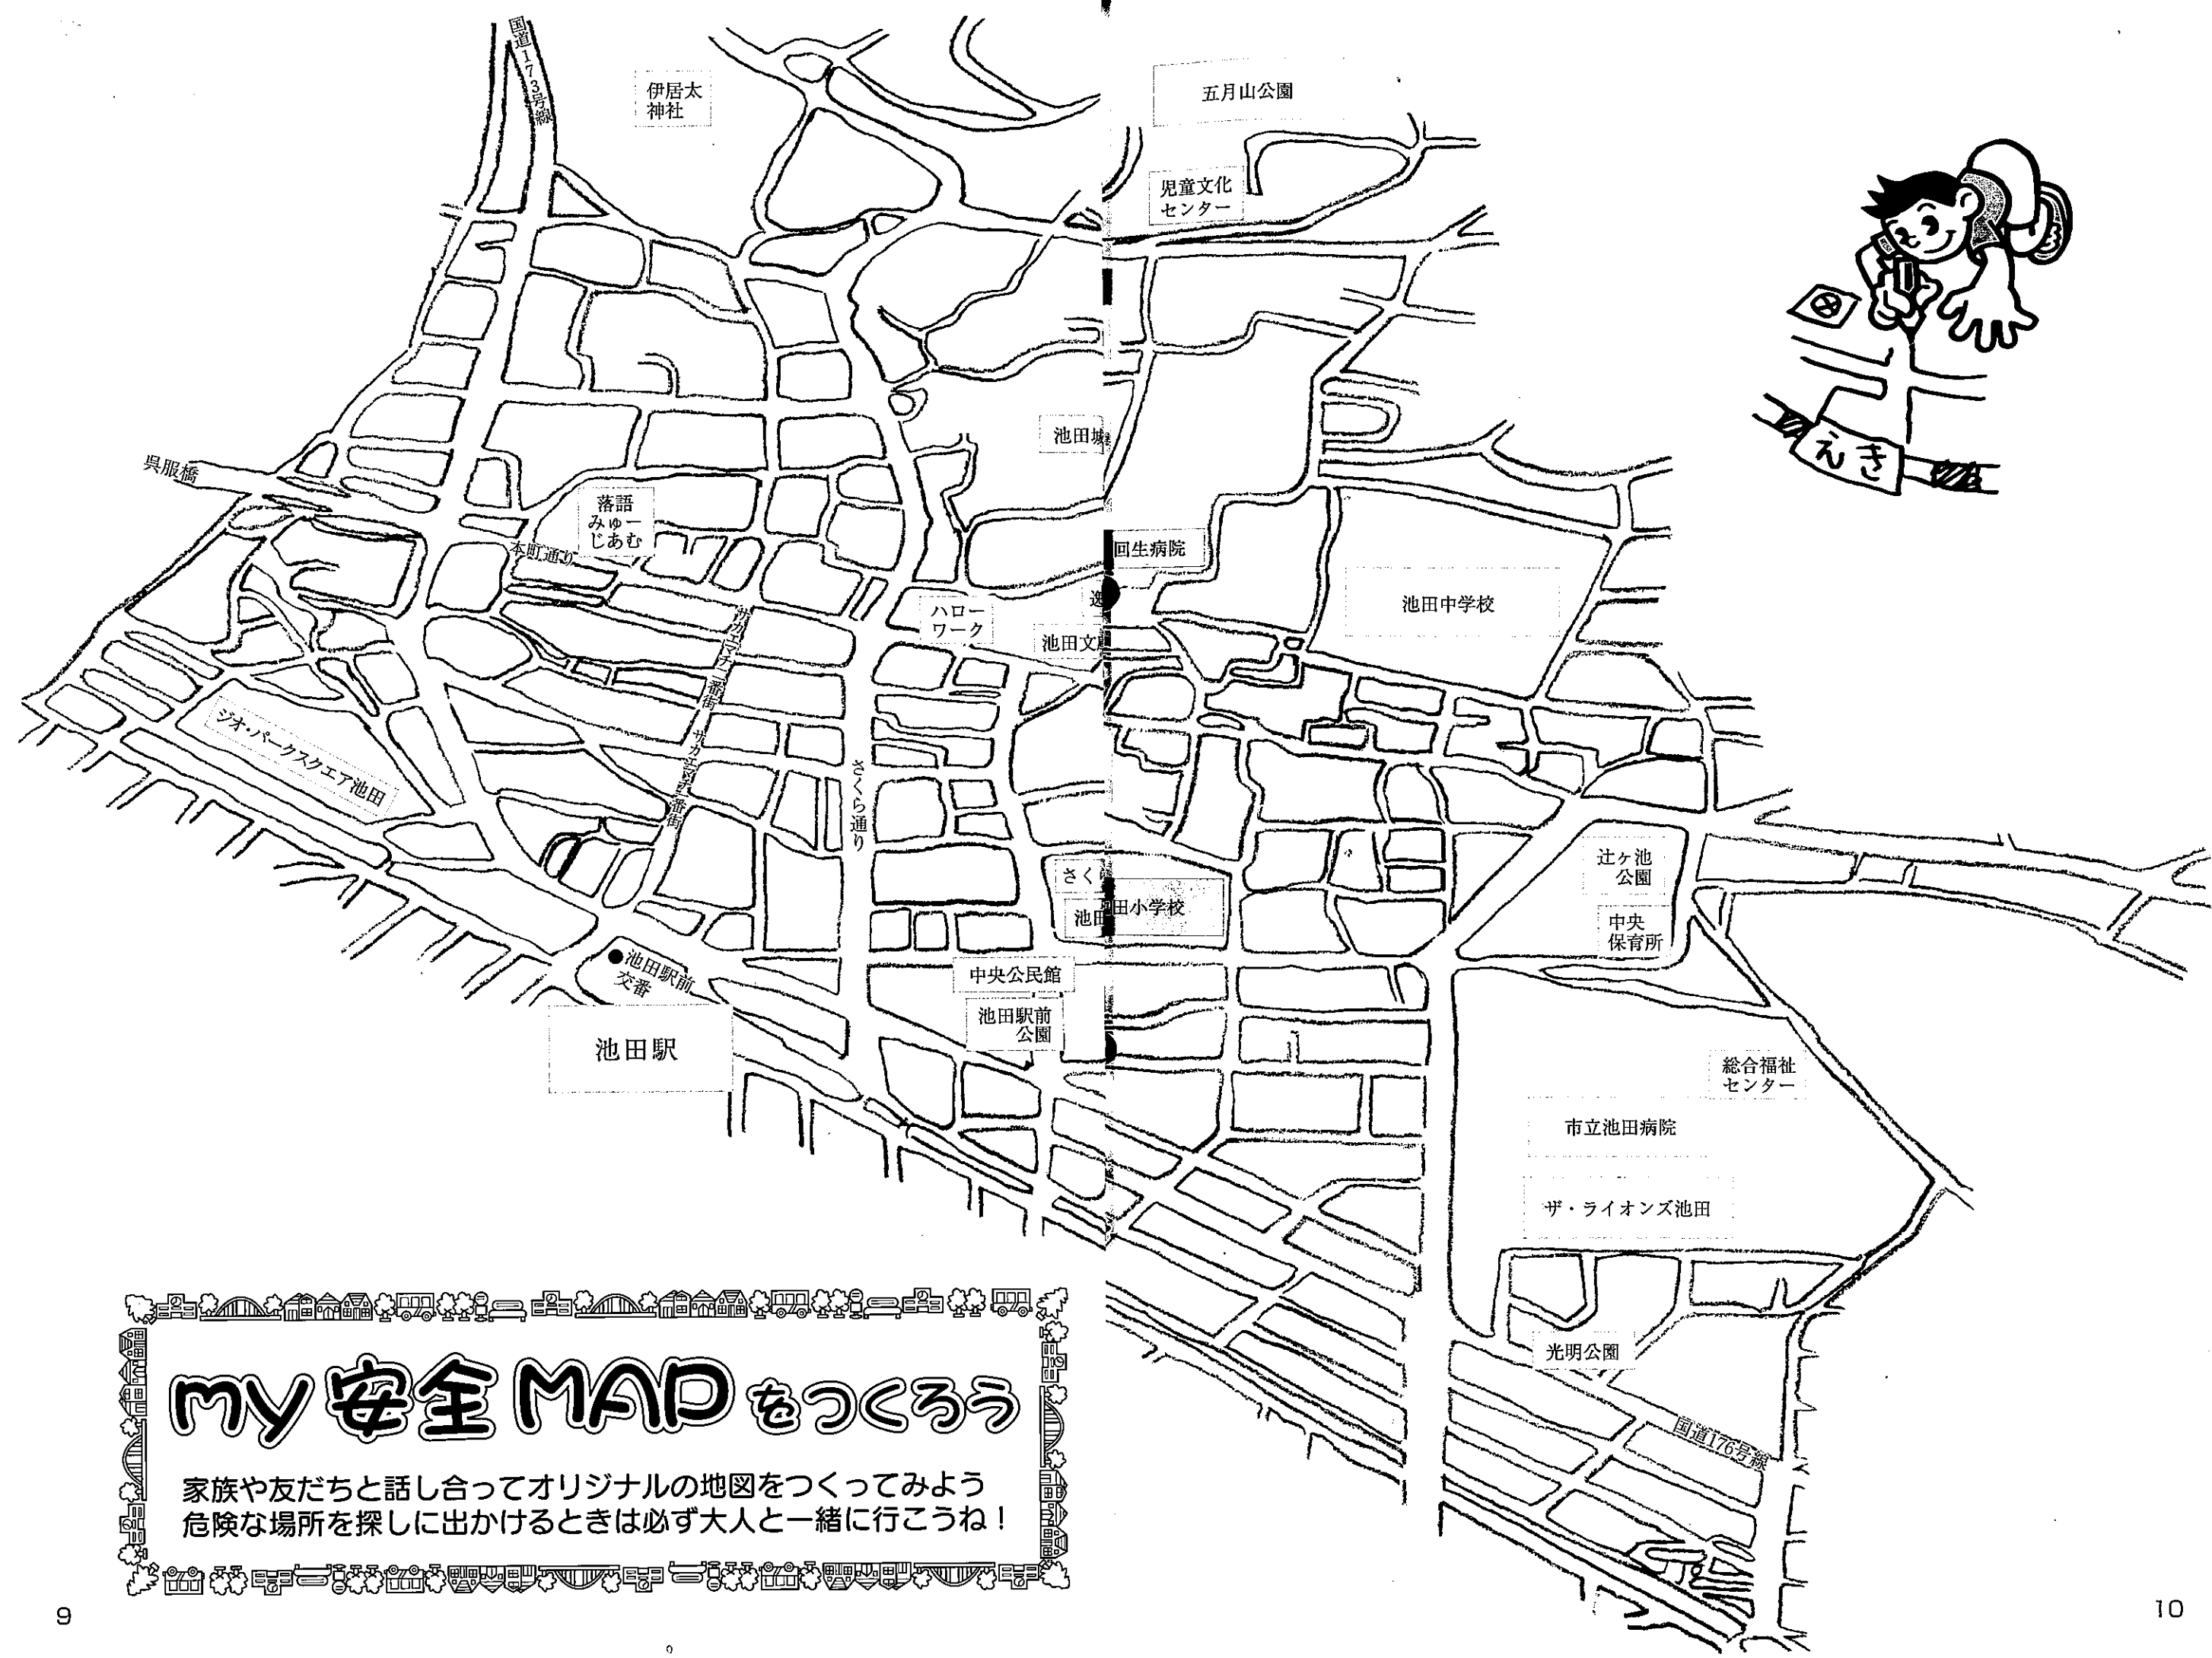 国道173号線
伊居太
神社
五月山公園
児童文化
センター
池田城
呉服橋
えき
落語
みゅー
じあむ
本町通り
回生病院
池田中学校
ハロー
ワーク
池田文
サカエマチ二番街
サカエマチ一番街
ジオ・パークスクエア池田
さくら通り
さく
池田
田小学校
辻ヶ池
公園
中央
保育所
池田駅前
交番
中央公民館
池田駅前
公園
池田駅
総合福祉
センター
市立池田病院
ザ・ライオンズ池田
光明公園
国道176号線
my安全MAPをつくろう
家族や友だちと話し合ってオリジナルの地図をつくってみよう
危険な場所を探しに出かけるときは必ず大人と一緒に行こうね！
9
10